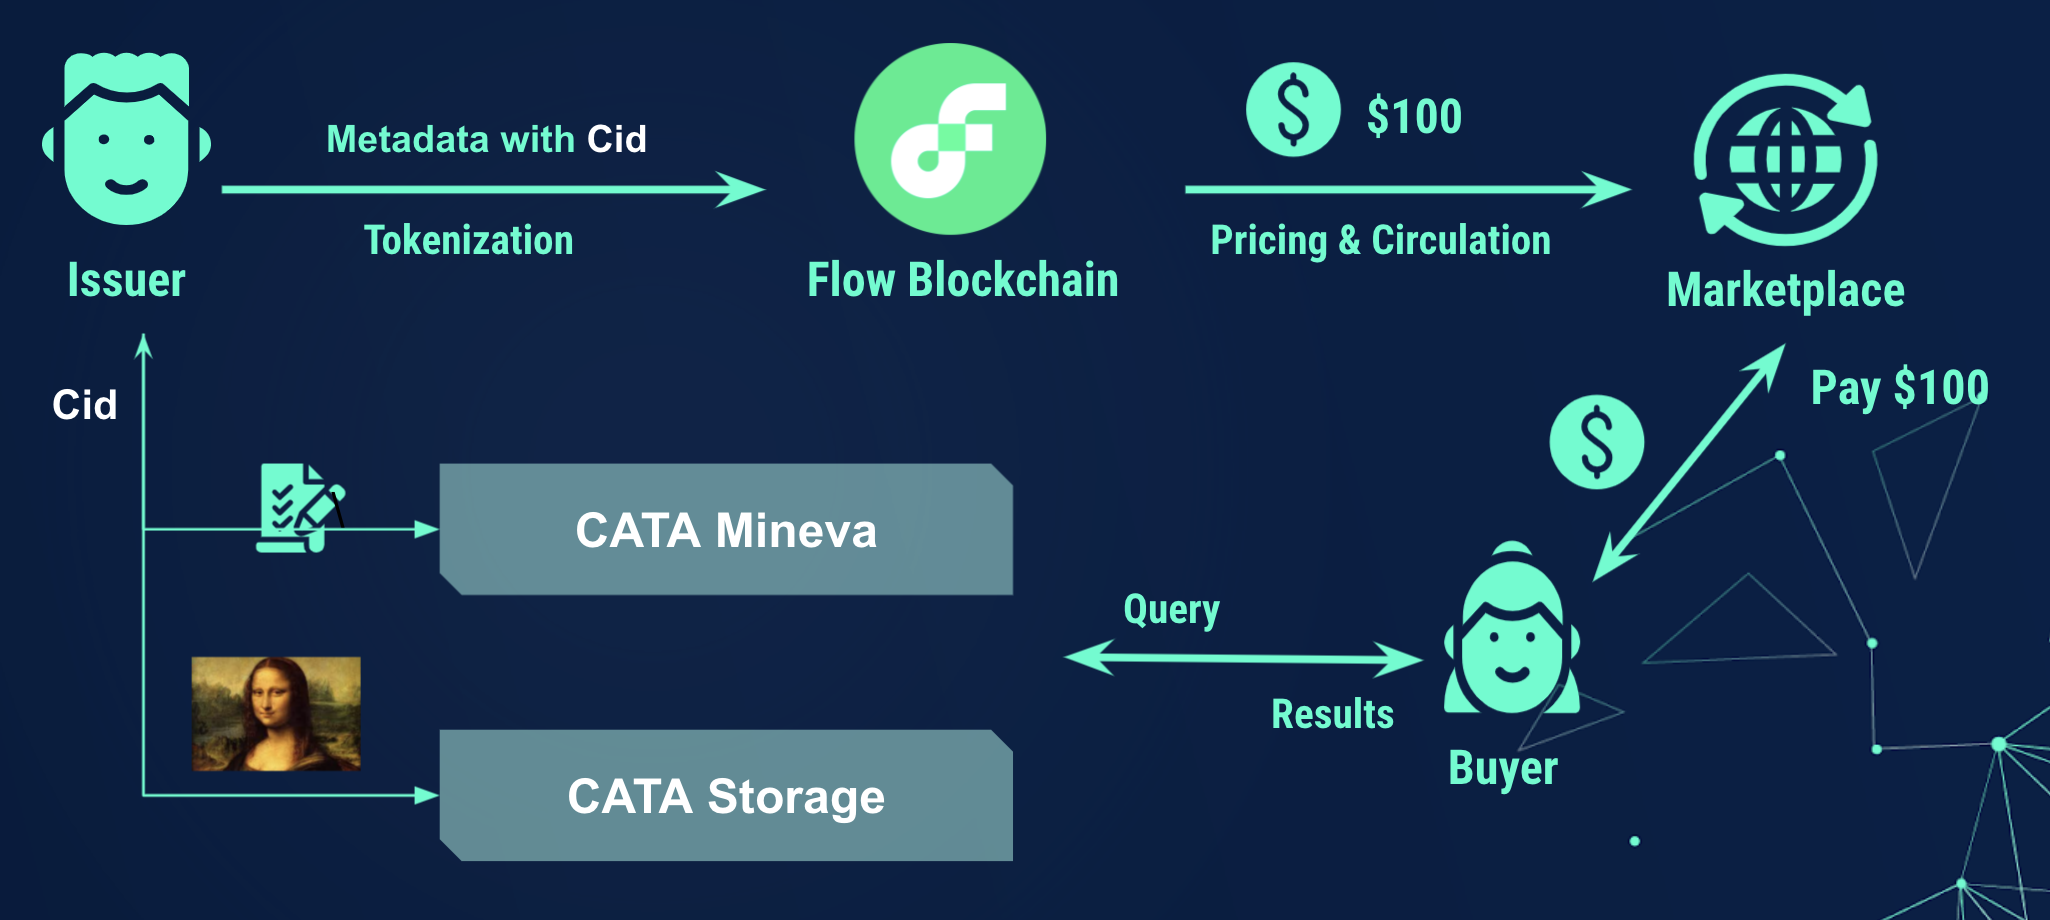 Metadata with Cid
Tokenization
Issuer
Flow Blockchain
$100
Pricing & Circulation
Marketplace
Pay $100
Cid
CATA Mineva
CATA Storage
Query
Results
Buyer